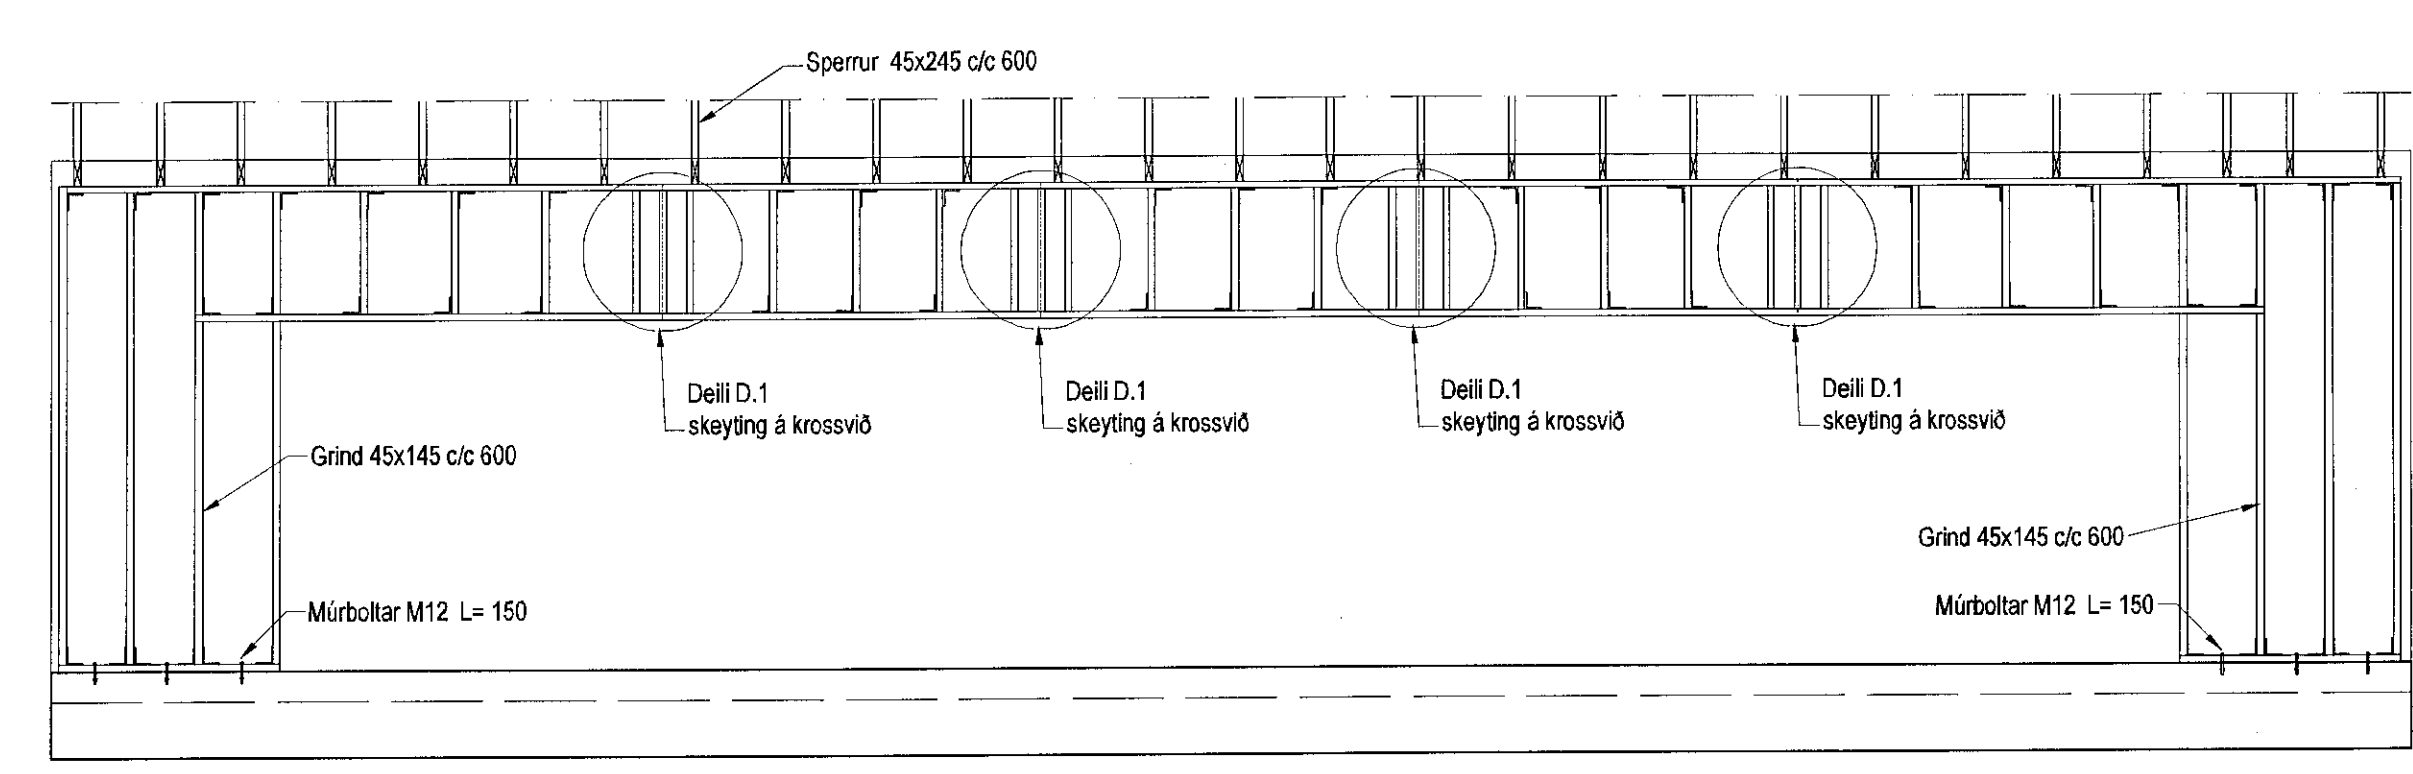 Sperrur 45x245 c/c 600
Deili D.1
skeyting á krossvið
Deili D.1
skeyting á krossvið
Deili D.1
skeyting á krossvið
Deili D.1
skeyting á krossvið
Grind 45x145 c/c 600
Grind 45x145 c/c 600
Múrboltar M12 L= 150
Múrboltar M12 L= 150